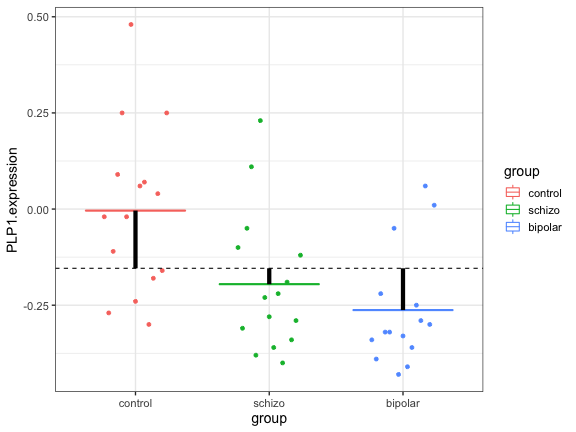 0.50
0.25
0.00
-0.25
PLP1.expression
control
schizo
bipolar
group
group
control
schizo
bipolar